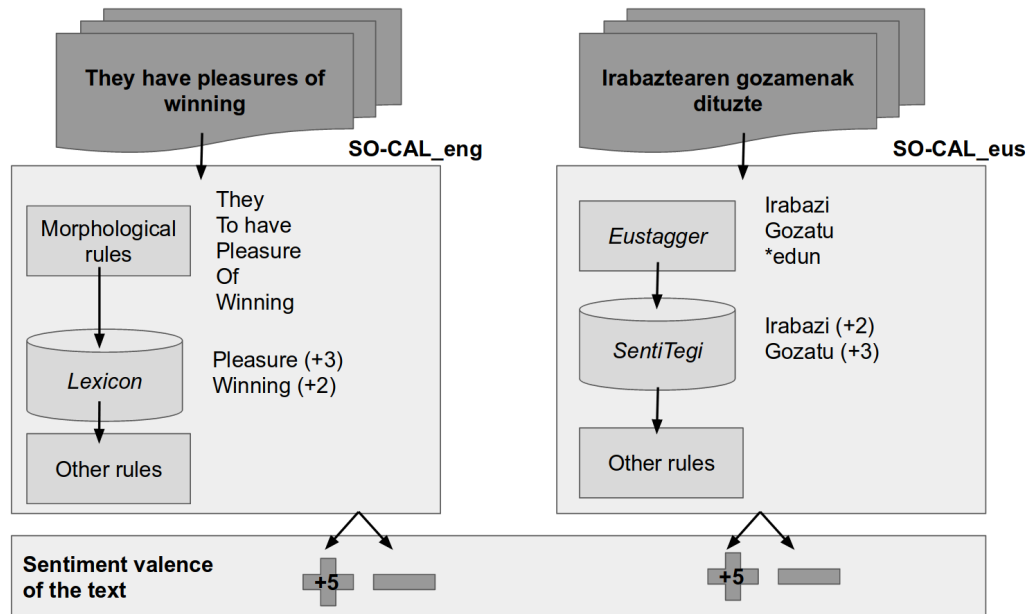 They have pleasures of
winning
SO-CAL_eng
Morphological
rules
They
To have
Pleasure
Of
Winning
Lexicon
Pleasure (+3)
Winning (+2)
Other rules
Irabaztearen gozamenak
dituzte
SO-CAL_eus
Eustagger
Irabazi
Gozatu
*edun
SentiTegi
Irabazi (+2)
Gozatu (+3)
Other rules
Sentiment valence
of the text
+5
+5